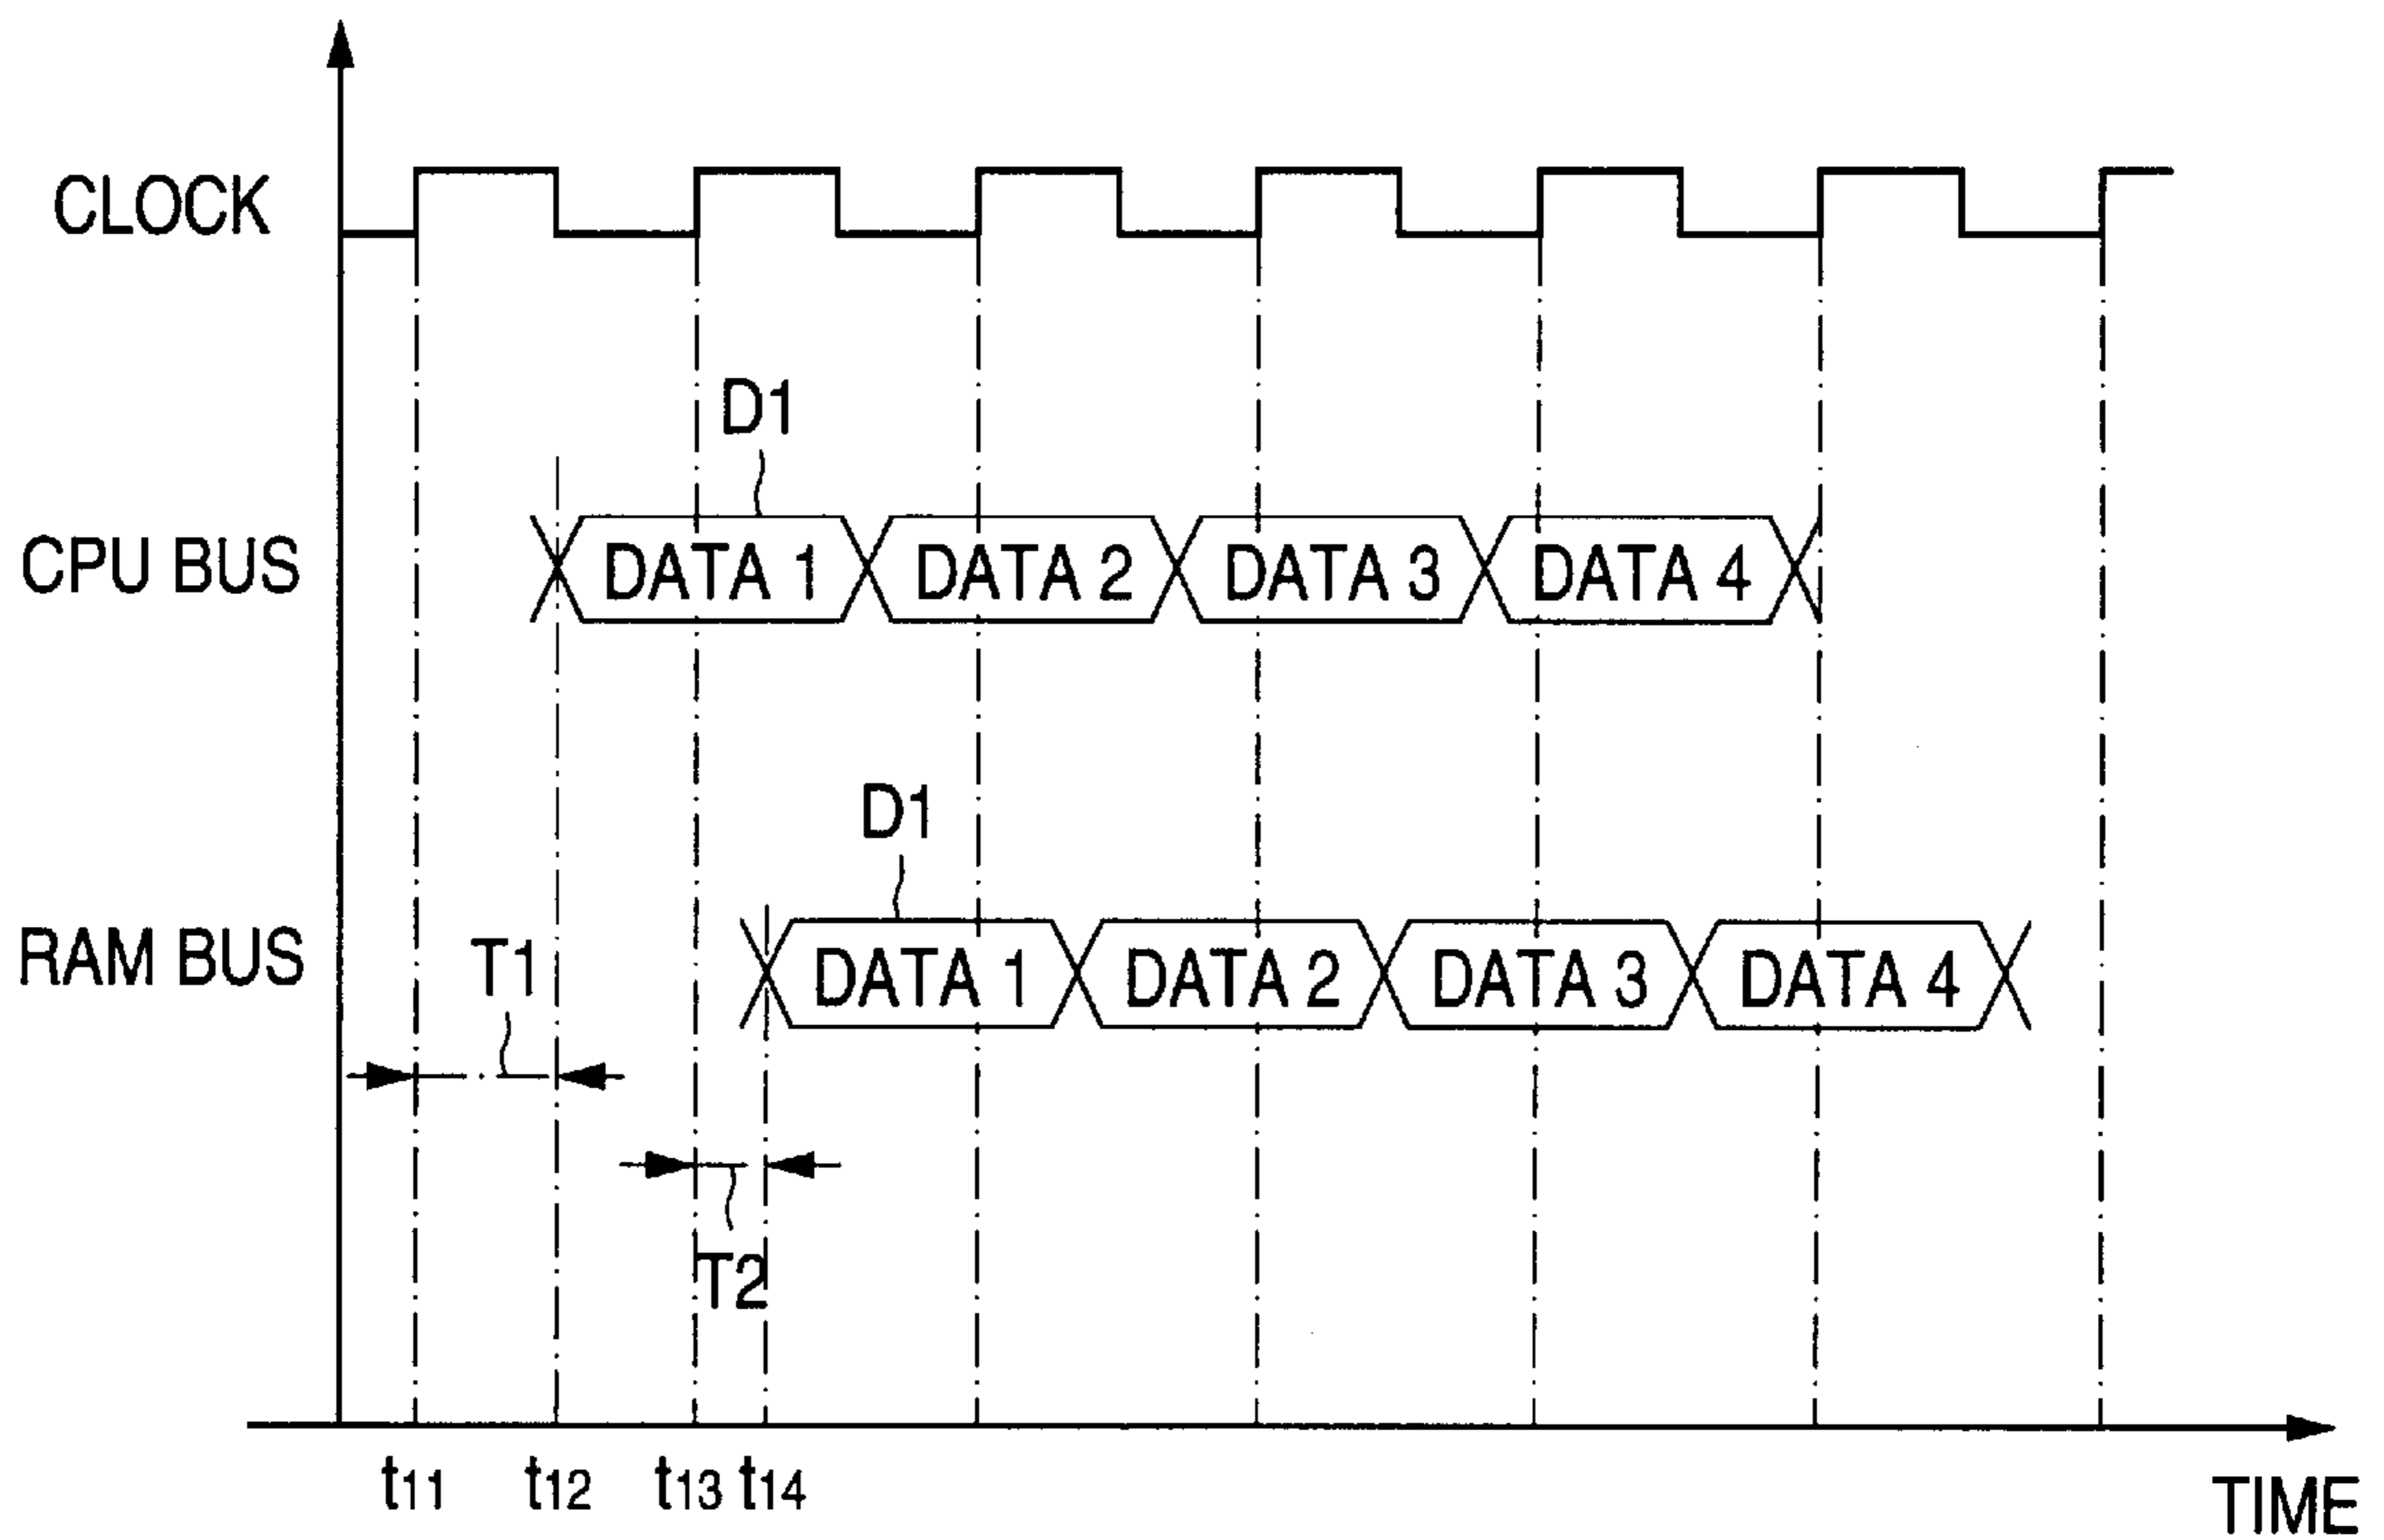 CLOCK
D1
CPU BUS
DATA 1
DATA 2
DATA 3
DATA 4
D1
RAM BUS
DATA 1
DATA 2
DATA 3
DATA 4
T1
T2
t11
t12
t13
t14
TIME